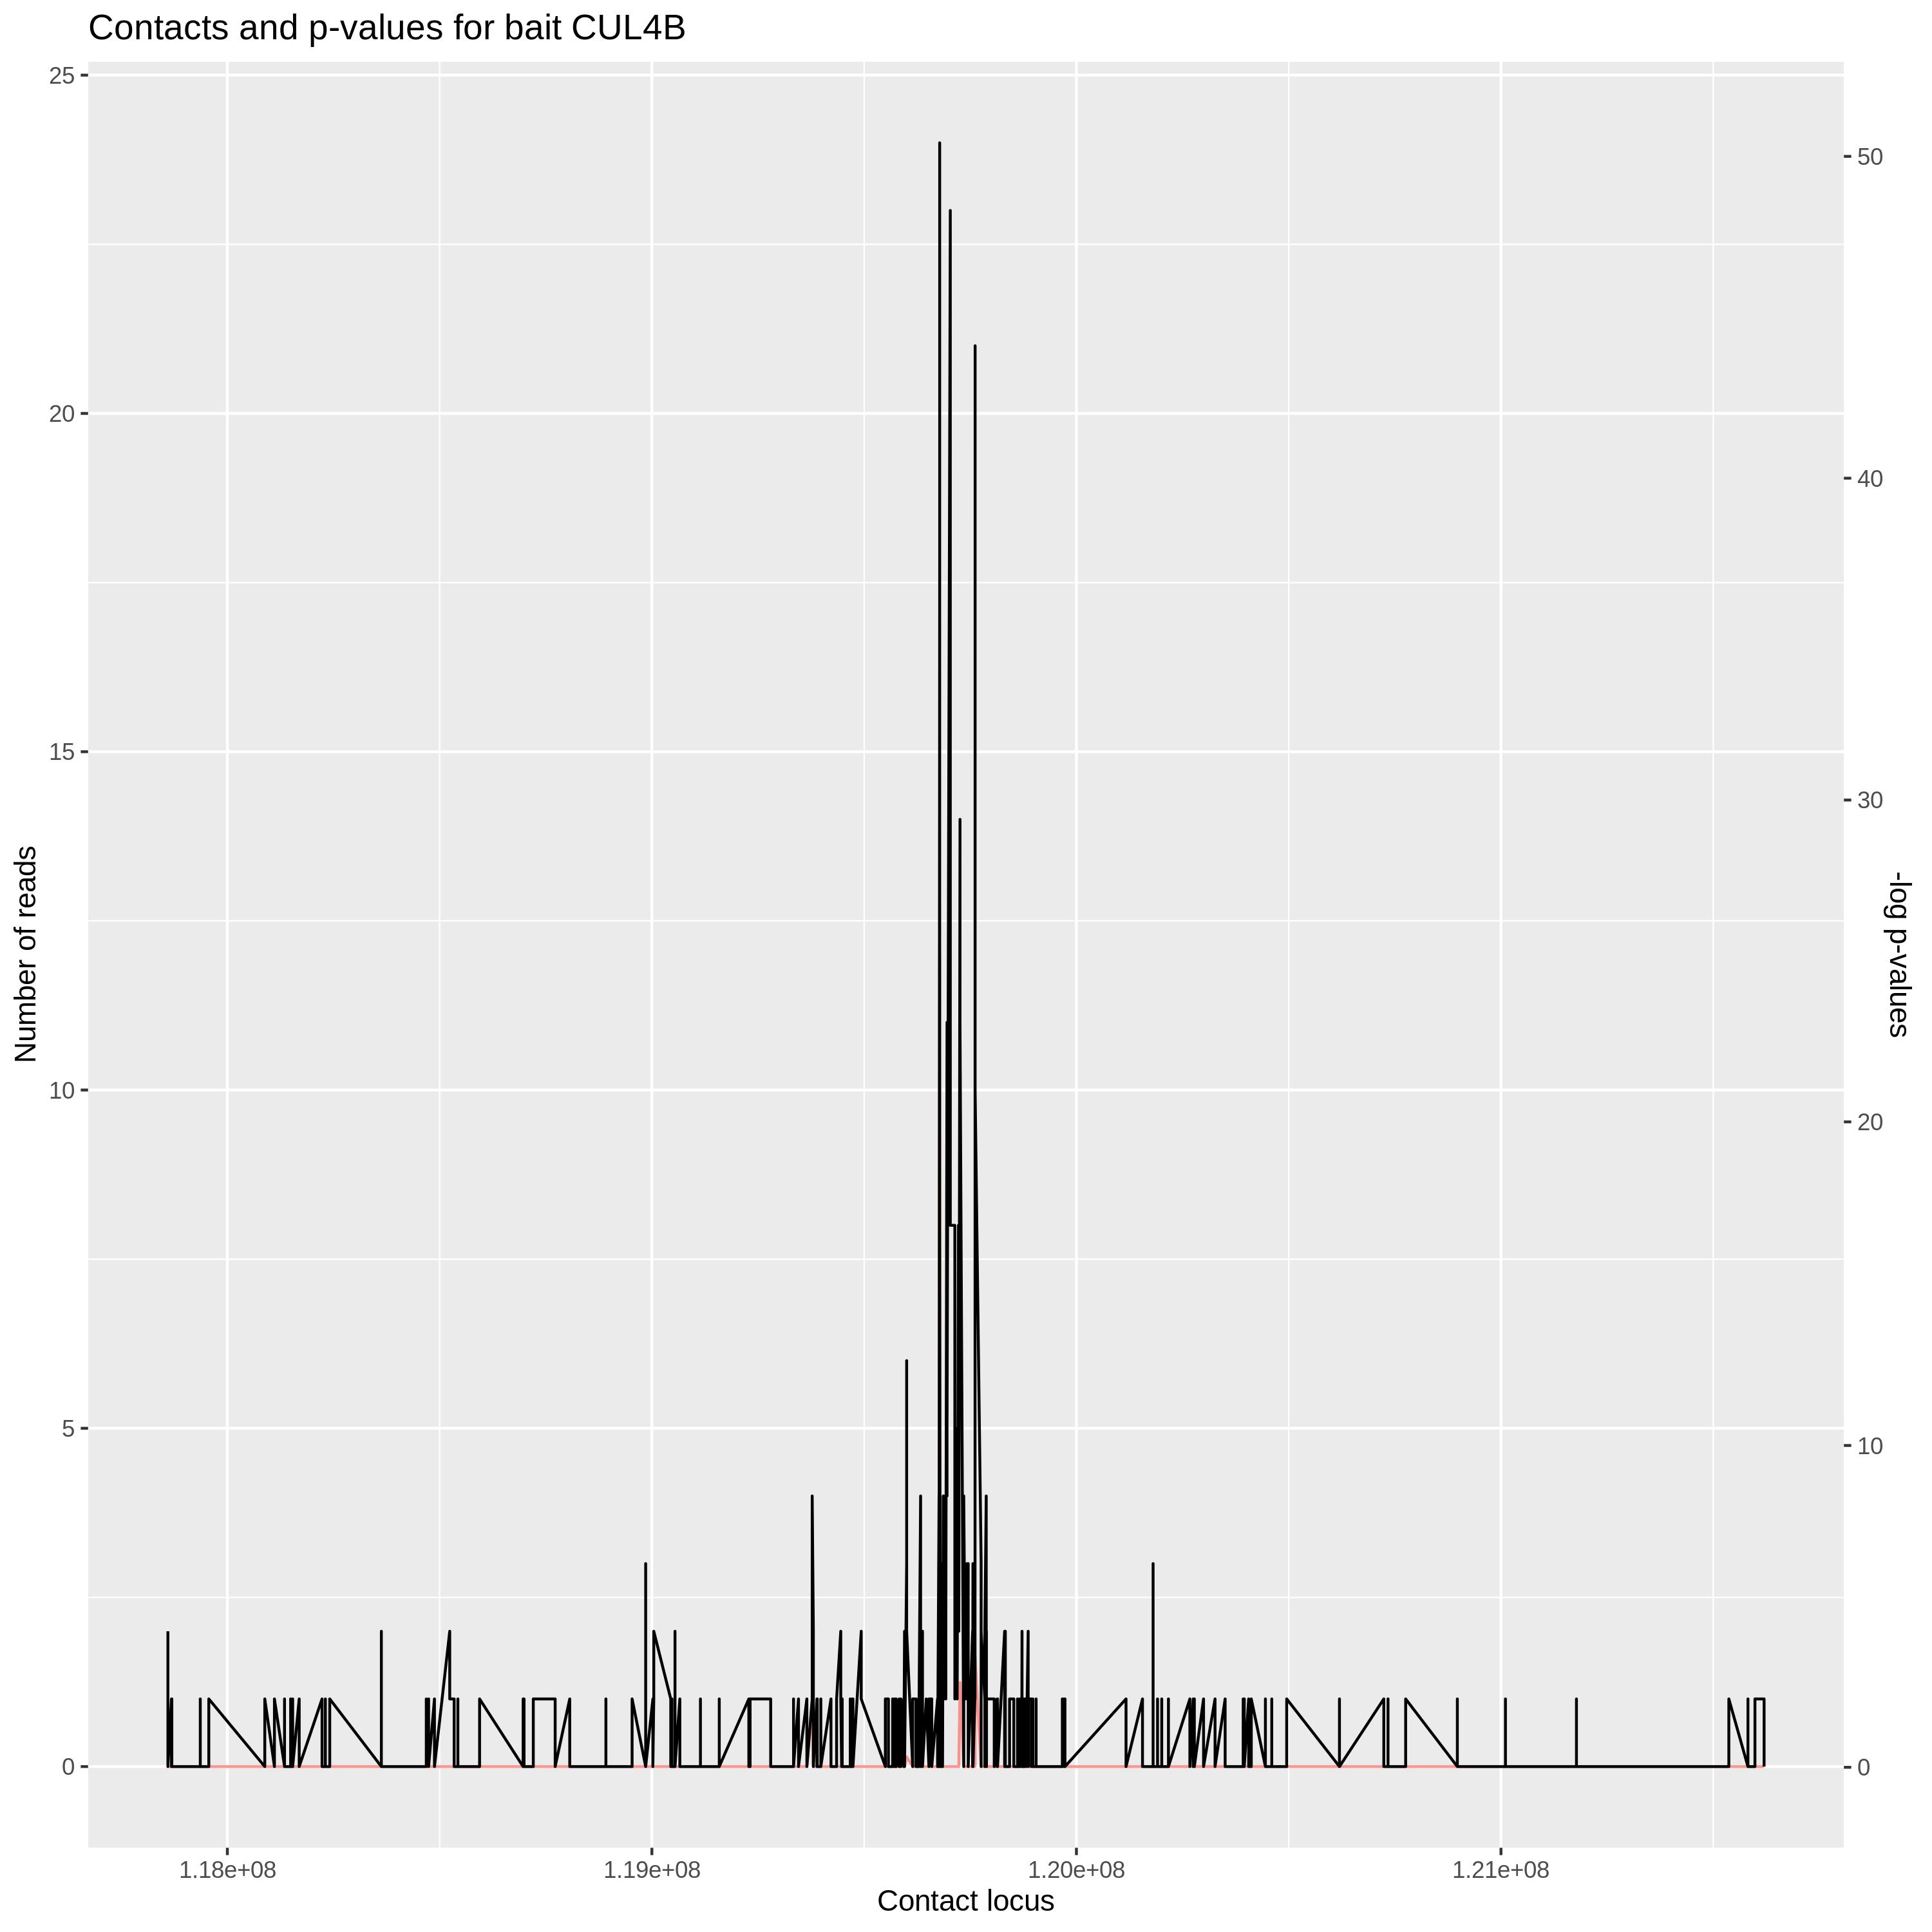 Contacts and p-values for bait CUL4B
25
20
15
10
5
0
Number of reads
50
40
30
20
10
0
-log p-values
1.18e+08
1.19e+08
1.20e+08
1.21e+08
Contact locus